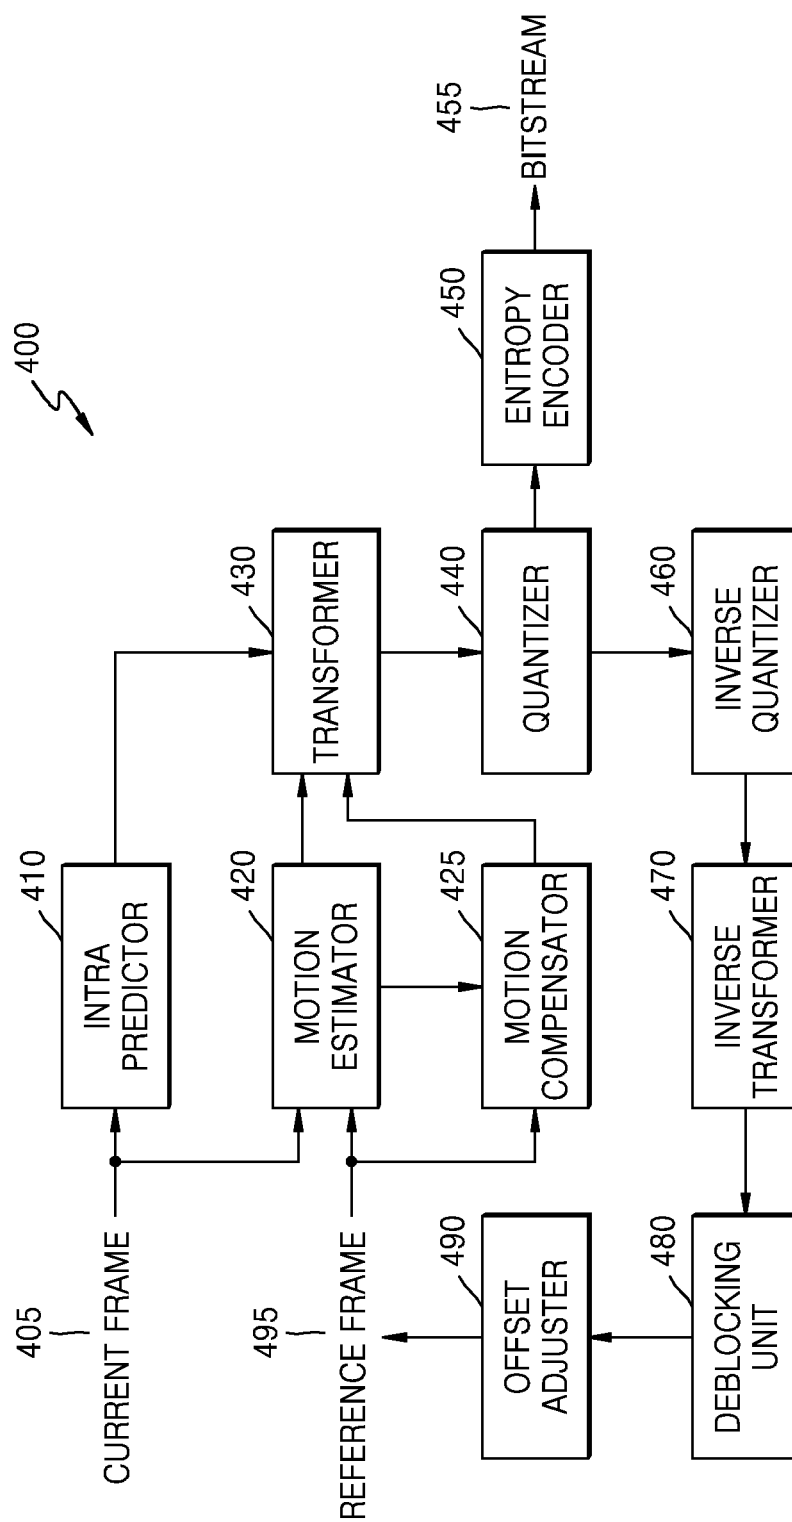 400
405
CURRENT FRAME
410
INTRA
PREDICTOR
430
TRANSFORMER
495
REFERENCE FRAME
420
MOTION
ESTIMATOR
490
OFFSET
ADJUSTER
425
MOTION
COMPENSATOR
440
QUANTIZER
450
ENTROPY
ENCODER
455
BITSTREAM
480
DEBLOCKING
UNIT
470
INVERSE
TRANSFORMER
460
INVERSE
QUANTIZER